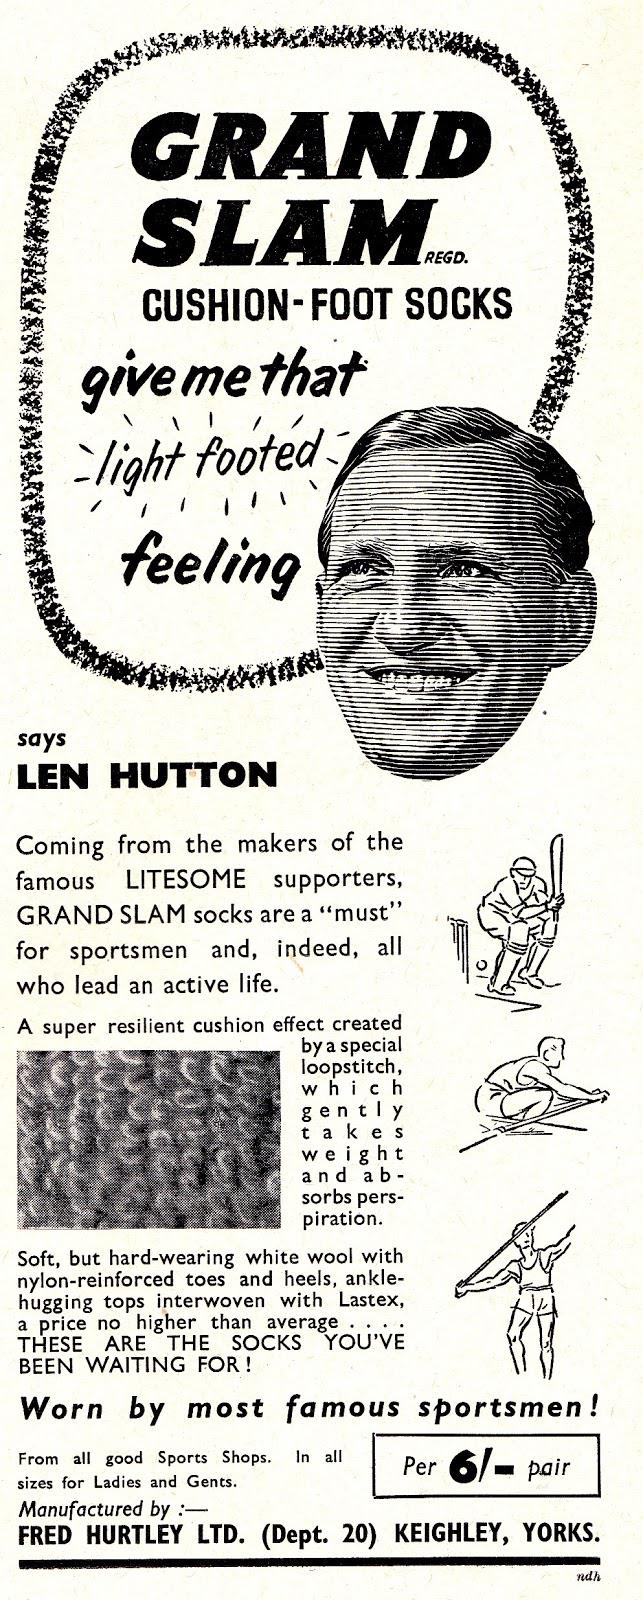 GRAND
SLAM REGD.
CUSHION-FOOT SOCKS
give me that
light footed
feeling
says
LEN HUTTON
Coming from the makers of the
famous LITESOME supporters,
GRAND SLAM socks are a "must"
for sportsmen and, indeed, all
who lead an active life.
A super resilient cushion effect created
by a special
loopstitch,
which
gently
takes
weight
and ab-
sorbs pers-
piration.
Soft, but hard-wearing white wool with
nylon-reinforced toes and heels, ankle-
hugging tops interwoven with Lastex,
a price no higher than average . . . .
THESE ARE THE SOCKS YOU'VE
BEEN WAITING FOR!
Worn by most famous sportsmen!
From all good Sports Shops. In all
sizes for Ladies and Gents.
Per 6/- pair
Manufactured by :—
FRED HURTLEY LTD. (Dept. 20) KEIGHLEY, YORKS.
ndh